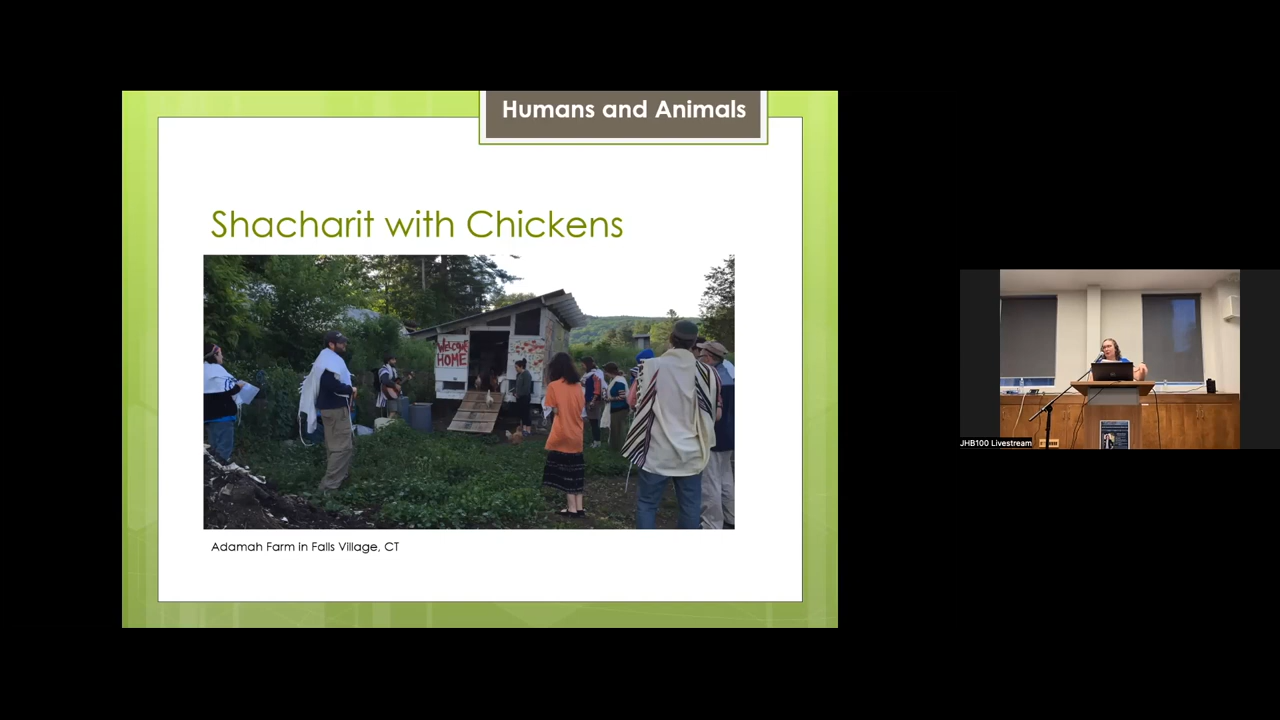 Humans and Animals
Shacharit with Chickens
WELCOME
HOME
Adamah Farm in Falls Village, CT
JHB100 Livestream